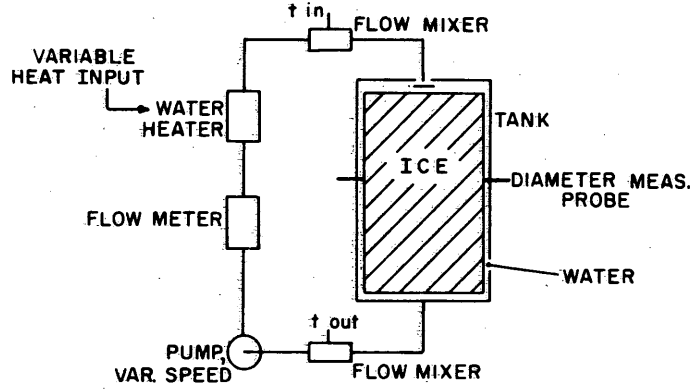 t in
FLOW MIXER
VARIABLE
HEAT INPUT
WATER
HEATER
TANK
ICE
DIAMETER MEAS.
PROBE
FLOW METER
WATER
t out
PUMP,
VAR. SPEED
FLOW MIXER